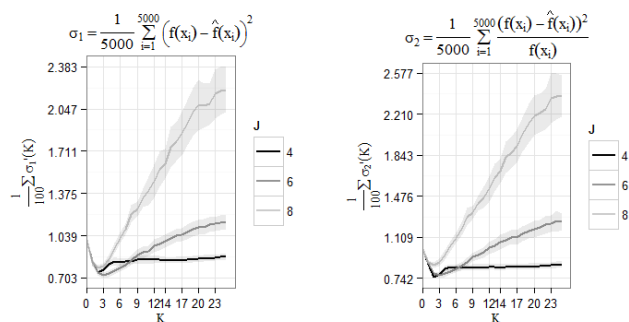 σ₁ = 1/5000 ∑_{i=1}^{5000} (f(xᵢ) − f̂(xᵢ))²
2.383
2.047
1.711
1.375
1.039
0.703
1/100 ∑ σ₁'(K)
0 3 6 9 12 14 17 20 23
K
J
4
6
8
σ₂ = 1/5000 ∑_{i=1}^{5000} (f(xᵢ) − f̂(xᵢ))² / f(xᵢ)
2.577
2.210
1.843
1.476
1.109
0.742
1/100 ∑ σ₂'(K)
0 3 6 9 12 14 17 20 23
K
J
4
6
8